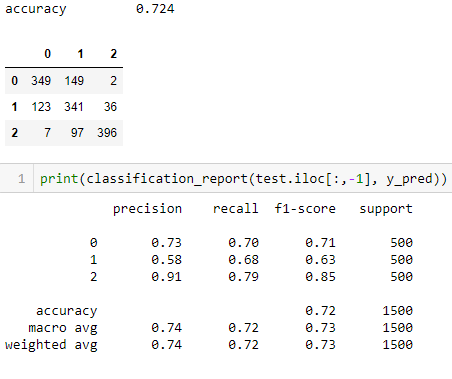 accuracy 0.724
0 1 2
0 349 149 2
1 123 341 36
2 7 97 396
1 print(classification_report(test.iloc[:,-1], y_pred))
precision recall f1-score support
0 0.73 0.70 0.71 500
1 0.58 0.68 0.63 500
2 0.91 0.79 0.85 500
accuracy 0.72 1500
macro avg 0.74 0.72 0.73 1500
weighted avg 0.74 0.72 0.73 1500